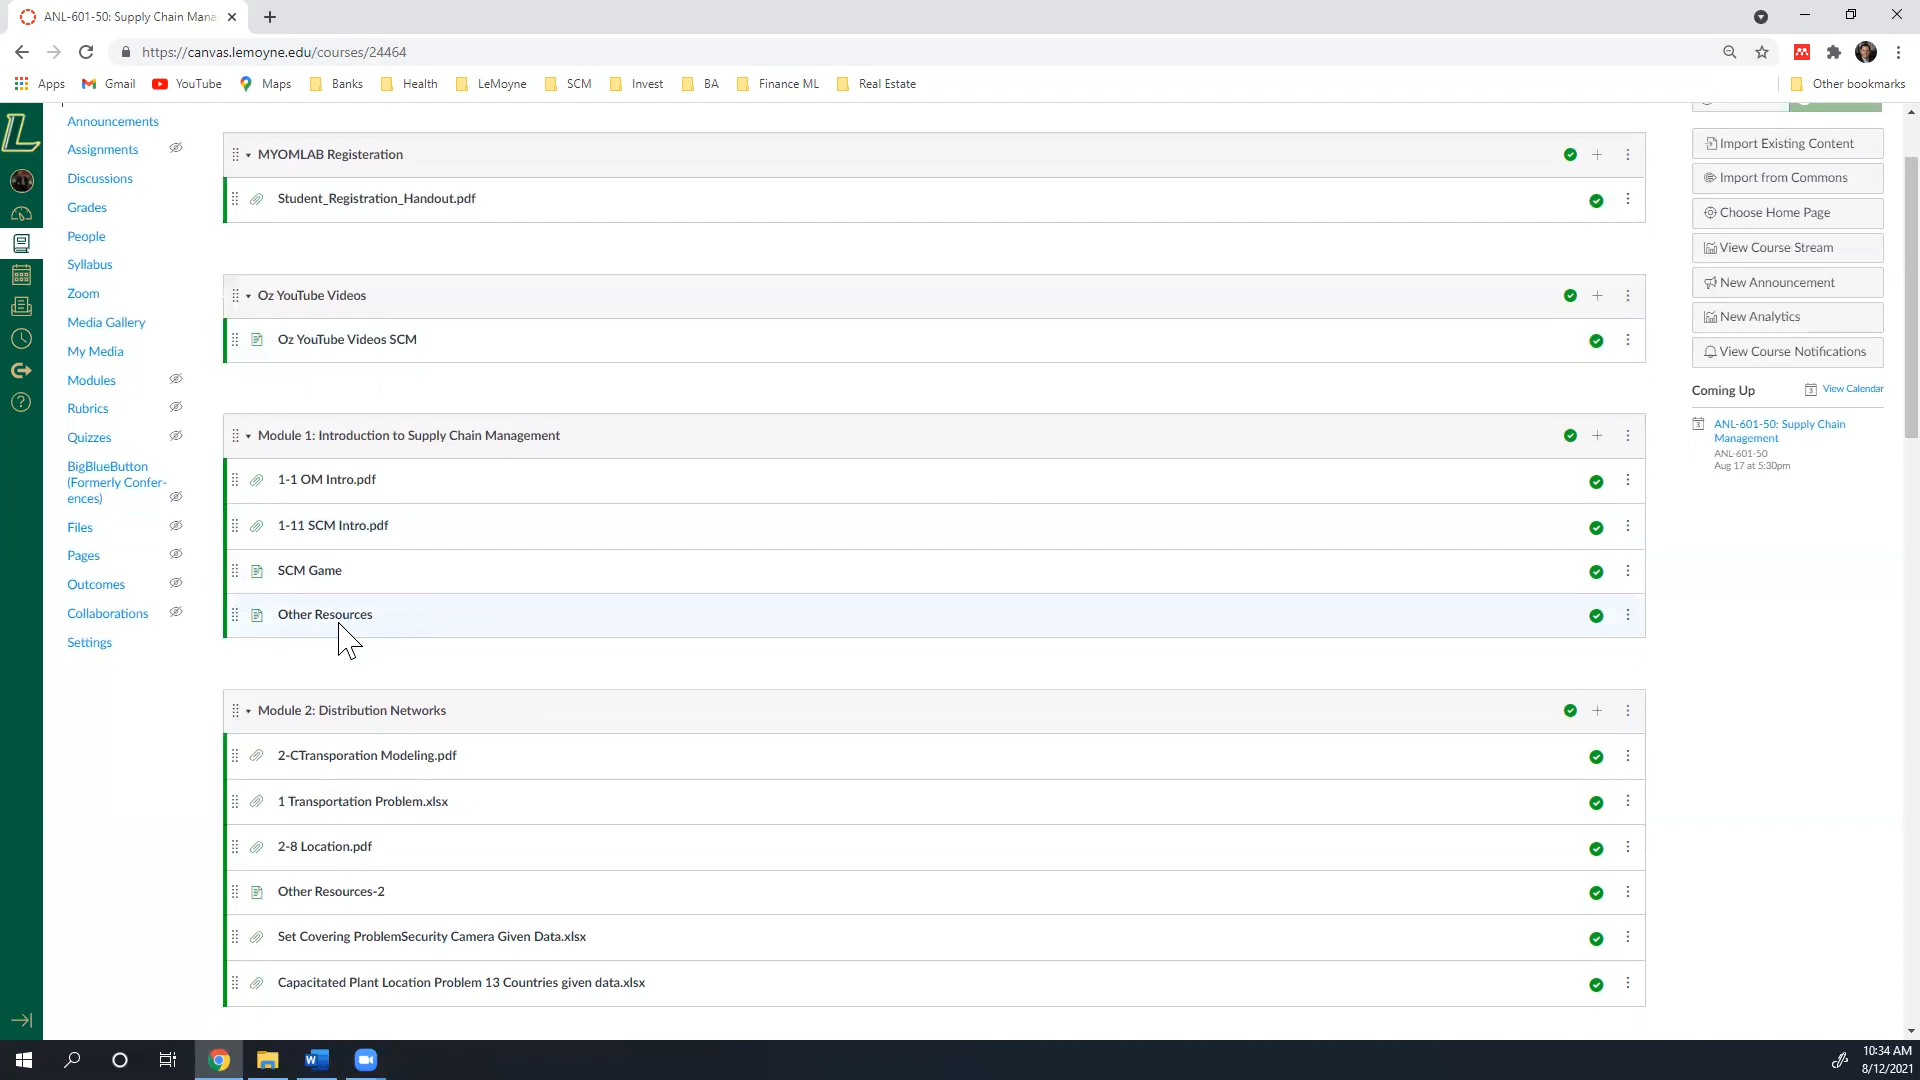 ANL-601-50: Supply Chain Mana
https://canvas.lemoyne.edu/courses/24464
Apps
Gmail
YouTube
Maps
Banks
Health
LeMoyne
SCM
Invest
BA
Finance ML
Real Estate
Other bookmarks
L
Announcements
Assignments
Discussions
Grades
People
Syllabus
Zoom
Media Gallery
My Media
Modules
Rubrics
Quizzes
BigBlueButton
(Formerly Confer-
ences)
Files
Pages
Outcomes
Collaborations
Settings
MYOMLAB Registeration
Student_Registration_Handout.pdf
Oz YouTube Videos
Oz YouTube Videos SCM
Module 1: Introduction to Supply Chain Management
1-1 OM Intro.pdf
1-11 SCM Intro.pdf
SCM Game
Other Resources
Module 2: Distribution Networks
2-CTransporation Modeling.pdf
1 Transportation Problem.xlsx
2-8 Location.pdf
Other Resources-2
Set Covering ProblemSecurity Camera Given Data.xlsx
Capacitated Plant Location Problem 13 Countries given data.xlsx
Import Existing Content
Import from Commons
Choose Home Page
View Course Stream
New Announcement
New Analytics
View Course Notifications
Coming Up
View Calendar
ANL-601-50: Supply Chain
Management
ANL-601-50
Aug 17 at 5:30pm
10:34 AM
8/12/2021